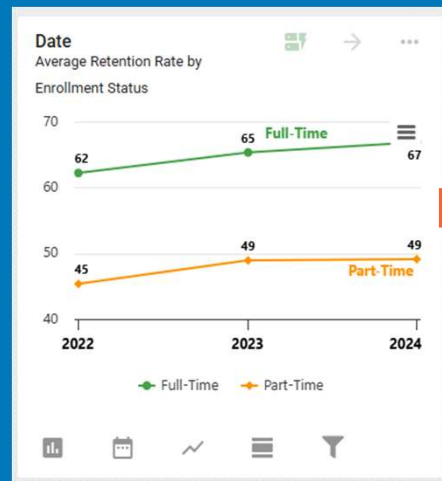 Date
Average Retention Rate by
Enrollment Status
70
65 Full-Time
62
67
60
50
49
49
45
Part-Time
40
2022 2023 2024
Full-Time Part-Time